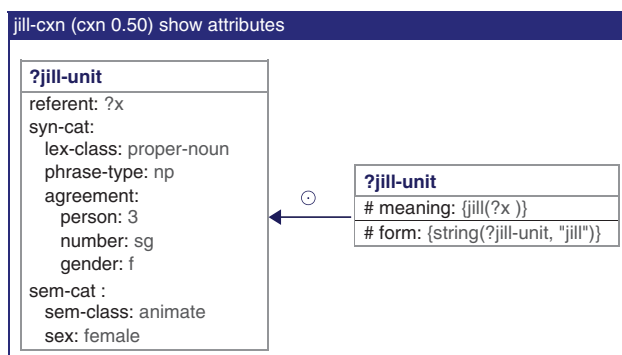 jill-cxn (cxn 0.50) show attributes
?jill-unit
referent: ?x
syn-cat:
lex-class: proper-noun
phrase-type: np
agreement:
person: 3
number: sg
gender: f
sem-cat :
sem-class: animate
sex: female
⊙
?jill-unit
# meaning: {jill(?x )}
# form: {string(?jill-unit, "jill")}